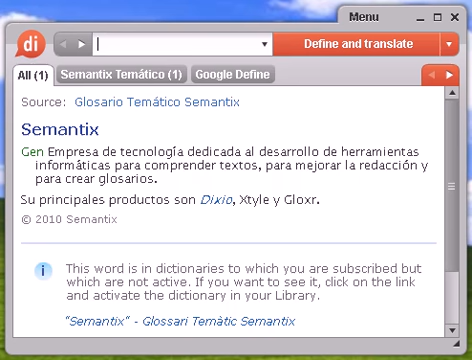 Menu
di
Define and translate
All (1) Semantix Temático (1) Google Define
Source: Glosario Temático Semantix
Semantix
Gen Empresa de tecnología dedicada al desarrollo de herramientas
informáticas para comprender textos, para mejorar la redacción y
para crear glosarios.
Su principales productos son Dixio, Xtyle y Gloxr.
© 2010 Semantix
i
This word is in dictionaries to which you are subscribed but
which are not active. If you want to see it, click on the link
and activate the dictionary in your Library.
"Semantix" - Glossari Temàtic Semantix